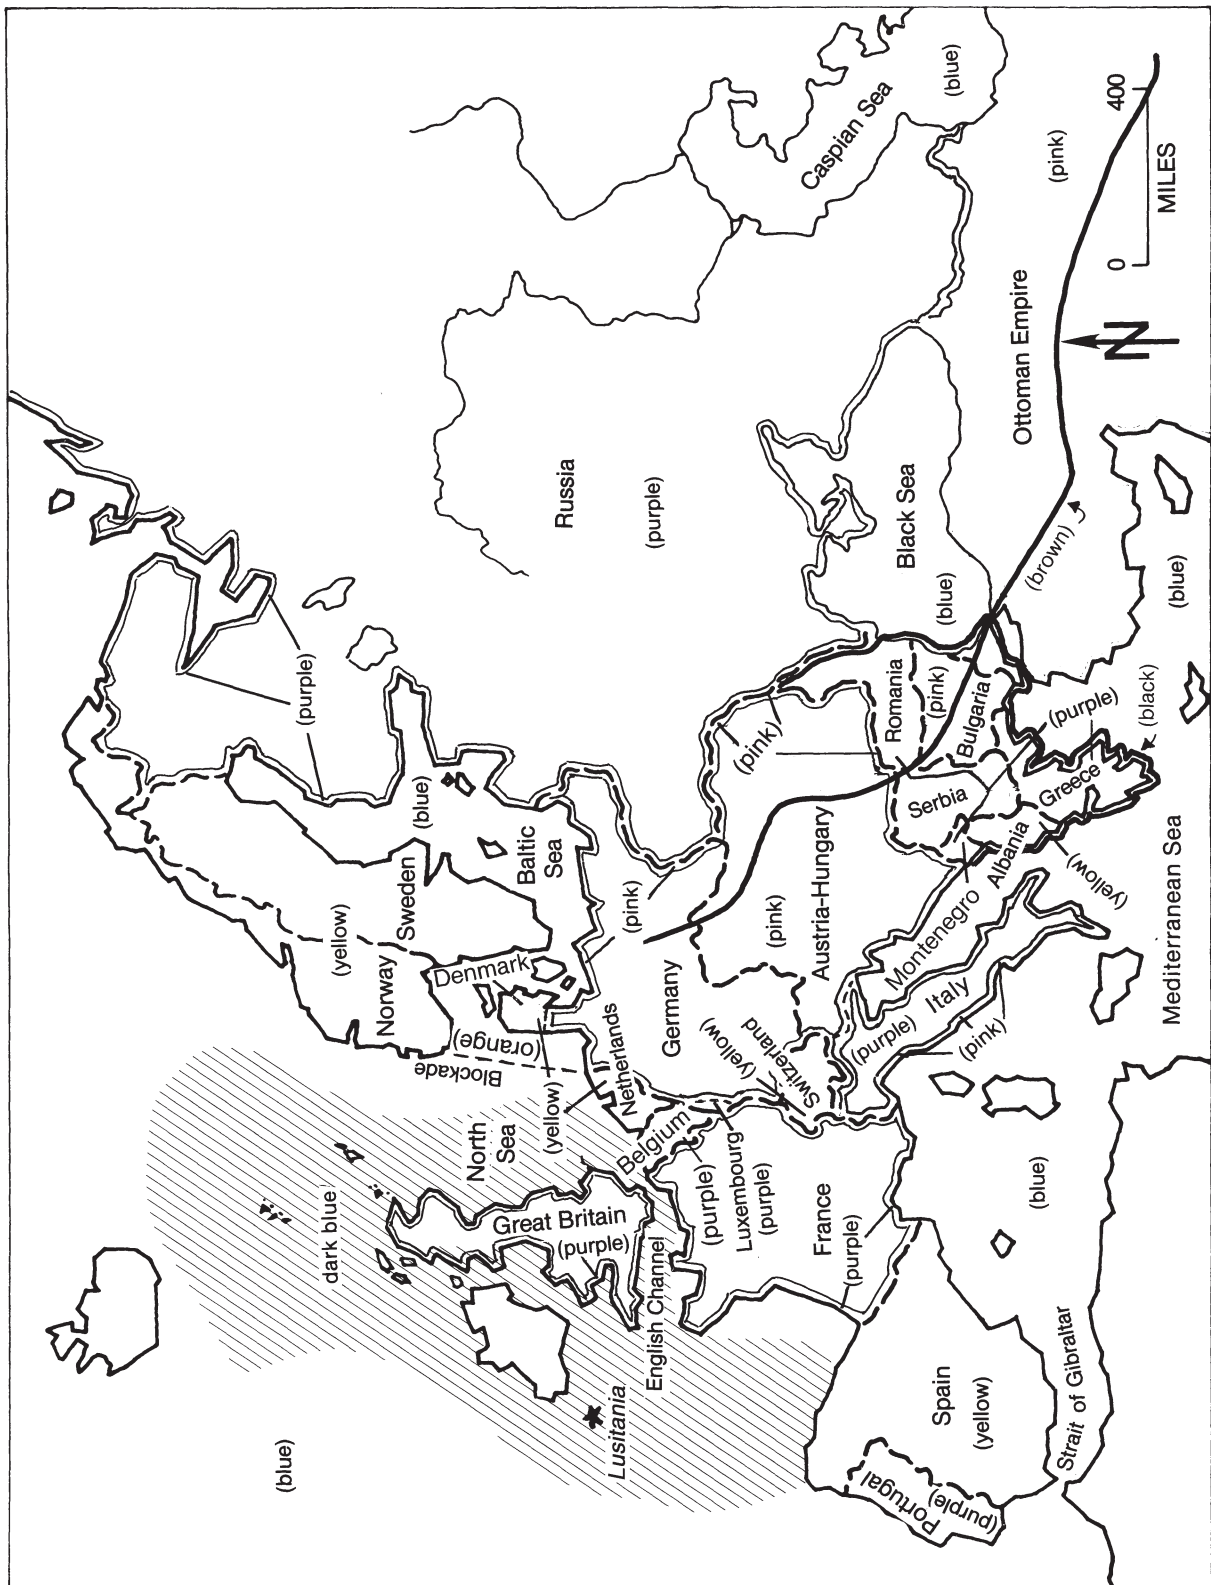 (blue)
dark blue
Lusitania
North
Sea
Great Britain
(purple)
English Channel
Blockade
(orange)
Norway
(yellow)
Sweden
Denmark
(yellow)
Netherlands
Baltic
Sea
(blue)
(purple)
Russia
(purple)
Belgium
(purple)
Luxembourg
(purple)
France
(purple)
Germany
(pink)
(pink)
Switzerland
(yellow)
Austria-Hungary
(pink)
Italy
(purple)
(pink)
Montenegro
Albania
(yellow)
Serbia
Romania
(pink)
Bulgaria
Greece
(purple)
(black)
Black Sea
(blue)
Caspian Sea
(blue)
Ottoman Empire
(pink)
(brown)
Portugal
(purple)
Spain
(yellow)
Strait of Gibraltar
(blue)
Mediterranean Sea
(blue)
N
0
400
MILES